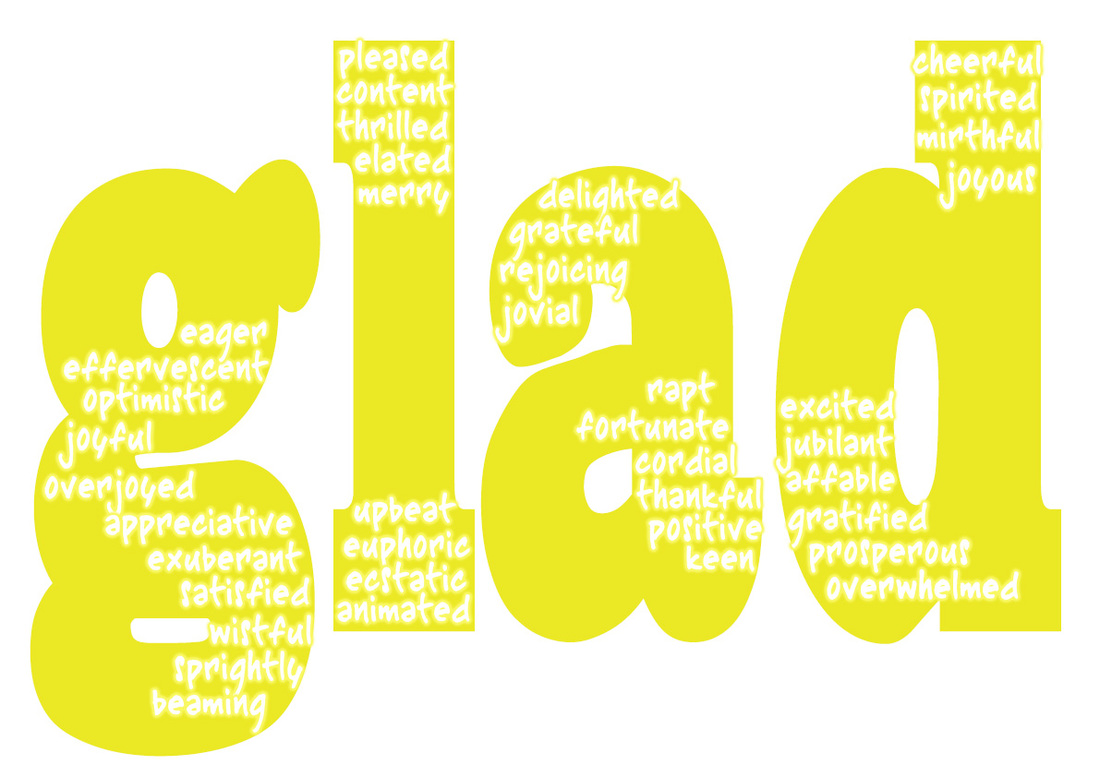 glad
eager
effervescent
optimistic
joyful
overjoyed
appreciative
exuberant
satisfied
wistful
sprightly
beaming
pleased
content
thrilled
elated
merry
upbeat
euphoric
ecstatic
animated
delighted
grateful
rejoicing
jovial
rapt
fortunate
cordial
thankful
positive
keen
cheerful
spirited
mirthful
joyous
excited
jubilant
affable
gratified
prosperous
overwhelmed